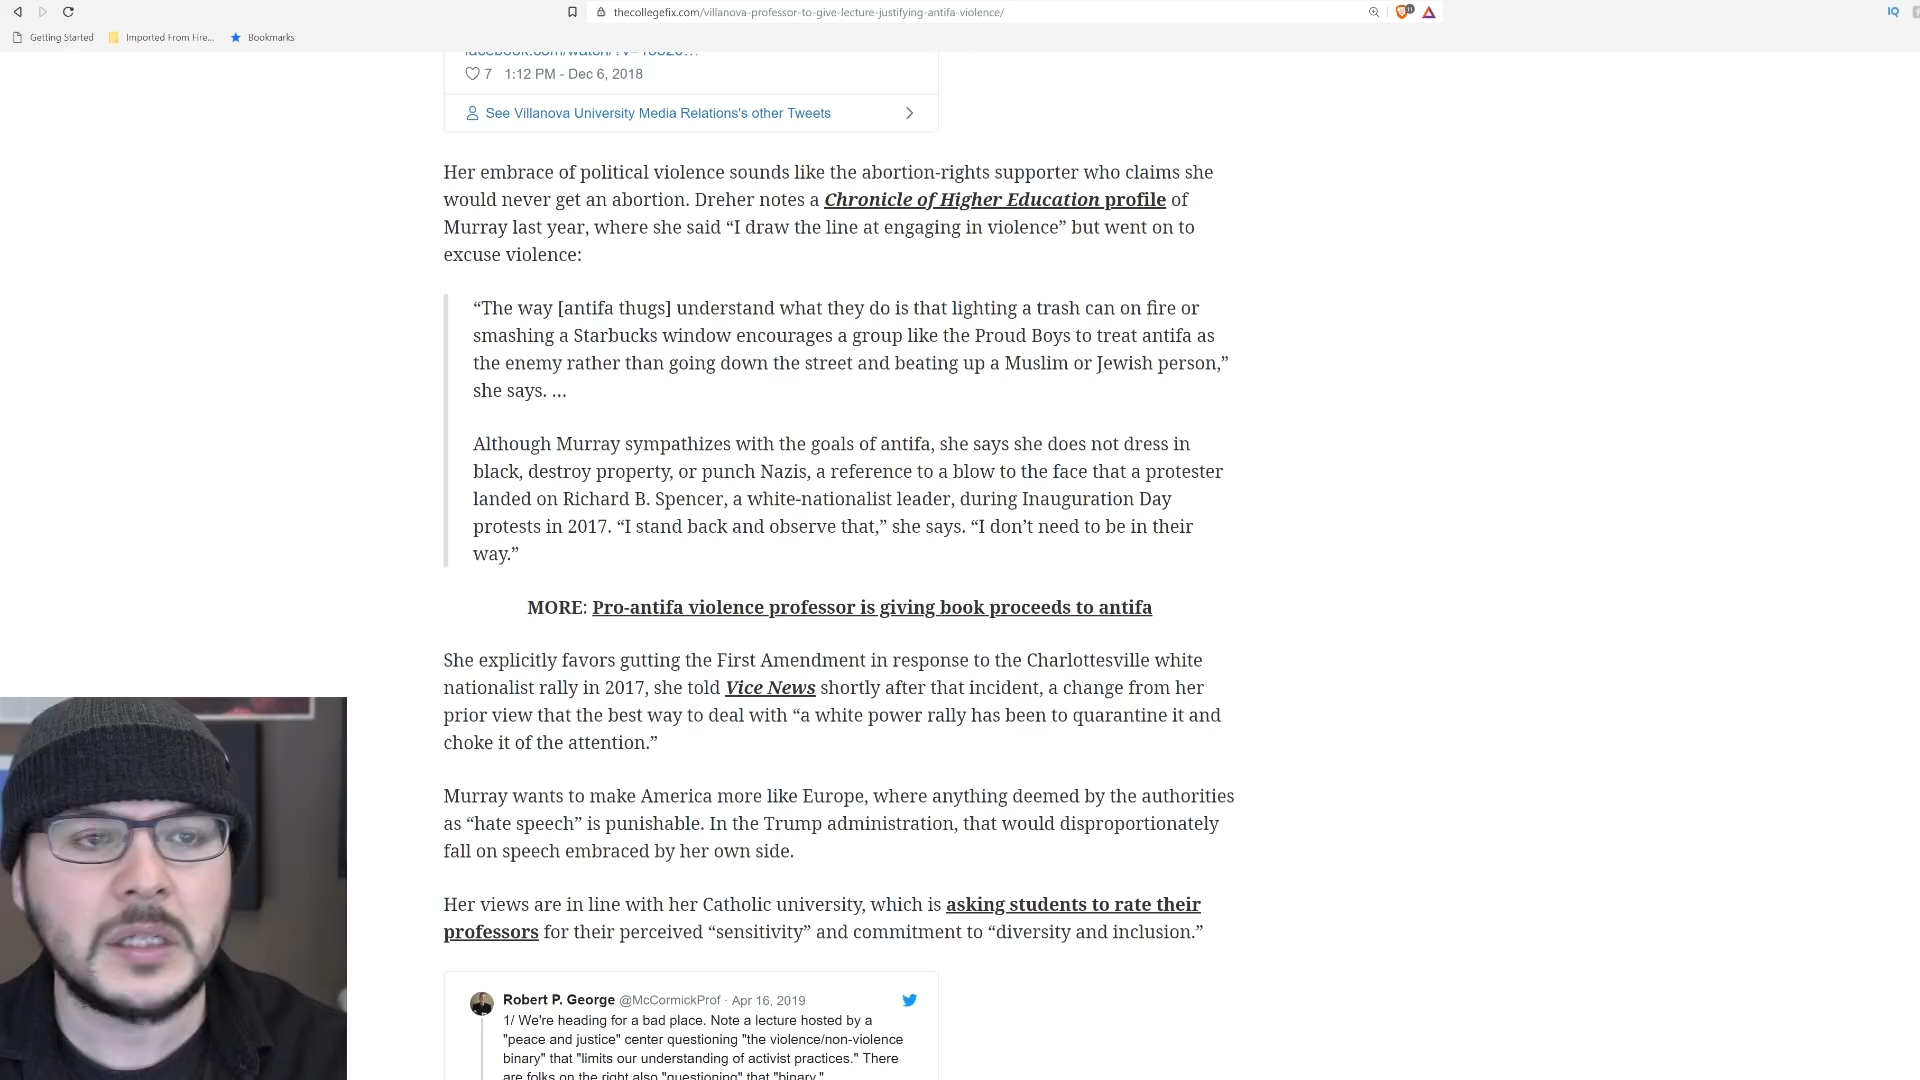 thecollegefix.com/villanova-professor-to-give-lecture-justifying-antifa-violence/
IQ
Getting Started
Imported From Fire...
Bookmarks
7 1:12 PM - Dec 6, 2018
See Villanova University Media Relations's other Tweets
Her embrace of political violence sounds like the abortion-rights supporter who claims she
would never get an abortion. Dreher notes a Chronicle of Higher Education profile of
Murray last year, where she said “I draw the line at engaging in violence” but went on to
excuse violence:
“The way [antifa thugs] understand what they do is that lighting a trash can on fire or
smashing a Starbucks window encourages a group like the Proud Boys to treat antifa as
the enemy rather than going down the street and beating up a Muslim or Jewish person,”
she says. …
Although Murray sympathizes with the goals of antifa, she says she does not dress in
black, destroy property, or punch Nazis, a reference to a blow to the face that a protester
landed on Richard B. Spencer, a white-nationalist leader, during Inauguration Day
protests in 2017. “I stand back and observe that,” she says. “I don’t need to be in their
way.”
MORE: Pro-antifa violence professor is giving book proceeds to antifa
She explicitly favors gutting the First Amendment in response to the Charlottesville white
nationalist rally in 2017, she told Vice News shortly after that incident, a change from her
prior view that the best way to deal with “a white power rally has been to quarantine it and
choke it of the attention.”
Murray wants to make America more like Europe, where anything deemed by the authorities
as “hate speech” is punishable. In the Trump administration, that would disproportionately
fall on speech embraced by her own side.
Her views are in line with her Catholic university, which is asking students to rate their
professors for their perceived “sensitivity” and commitment to “diversity and inclusion.”
Robert P. George @McCormickProf · Apr 16, 2019
1/ We're heading for a bad place. Note a lecture hosted by a
"peace and justice" center questioning "the violence/non-violence
binary" that "limits our understanding of activist practices." There
are folks on the right also "questioning" that "binary."